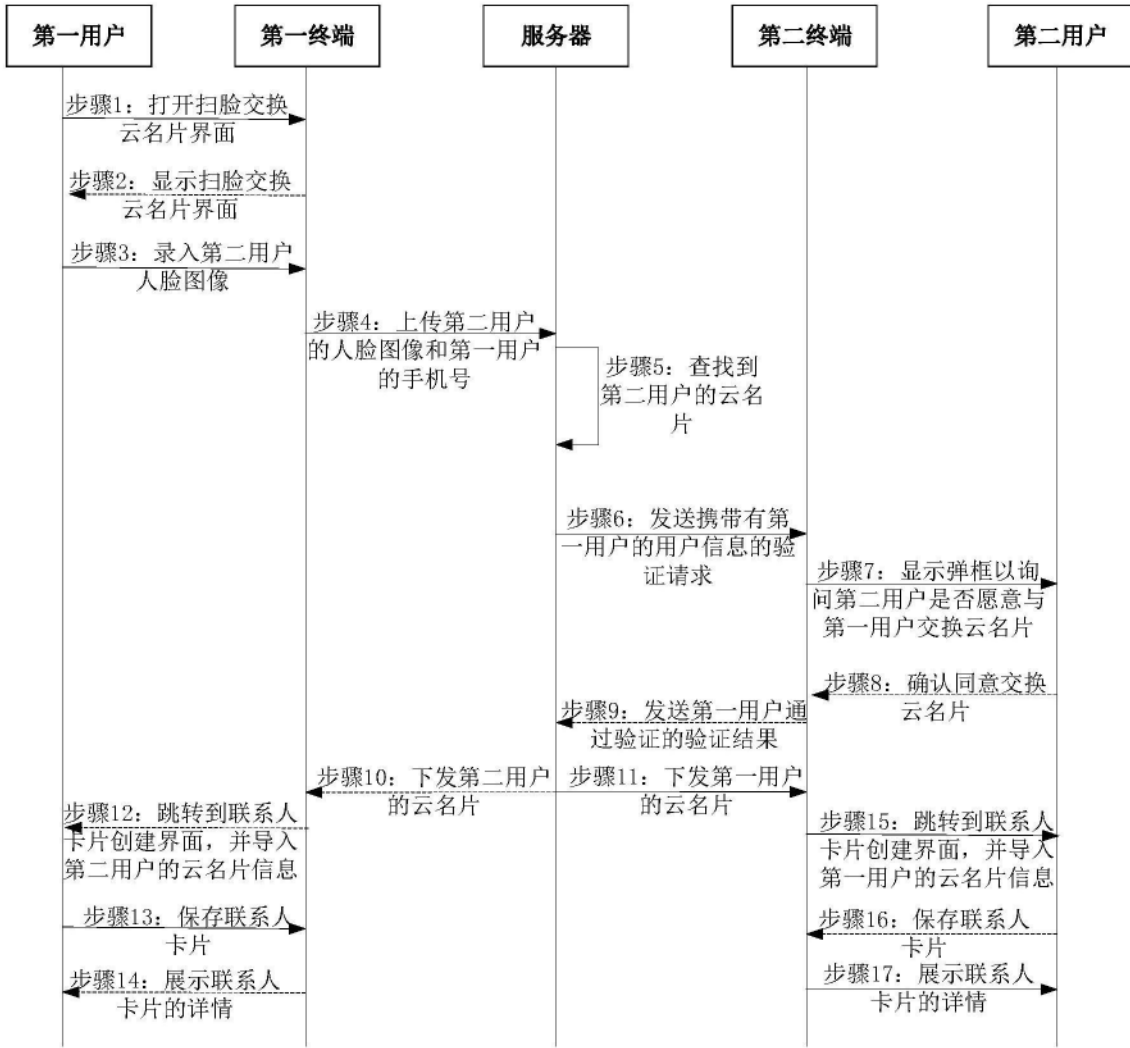 第一用户
第一终端
服务器
第二终端
第二用户
步骤1：打开扫脸交换
云名片界面
步骤2：显示扫脸交换
云名片界面
步骤3：录入第二用户
人脸图像
步骤4：上传第二用户
的人脸图像和第一用户
的手机号
步骤5：查找到
第二用户的云名
片
步骤6：发送携带有第
一用户的用户信息的验
证请求
步骤7：显示弹框以询
问第二用户是否愿意与
第一用户交换云名片
步骤8：确认同意交换
云名片
步骤9：发送第一用户通
过验证的验证结果
步骤10：下发第二用户
的云名片
步骤11：下发第一用户
的云名片
步骤12：跳转到联系人
卡片创建界面，并导入
第二用户的云名片信息
步骤15：跳转到联系人
卡片创建界面，并导入
第一用户的云名片信息
步骤13：保存联系人
卡片
步骤16：保存联系人
卡片
步骤14：展示联系人
卡片的详情
步骤17：展示联系人
卡片的详情